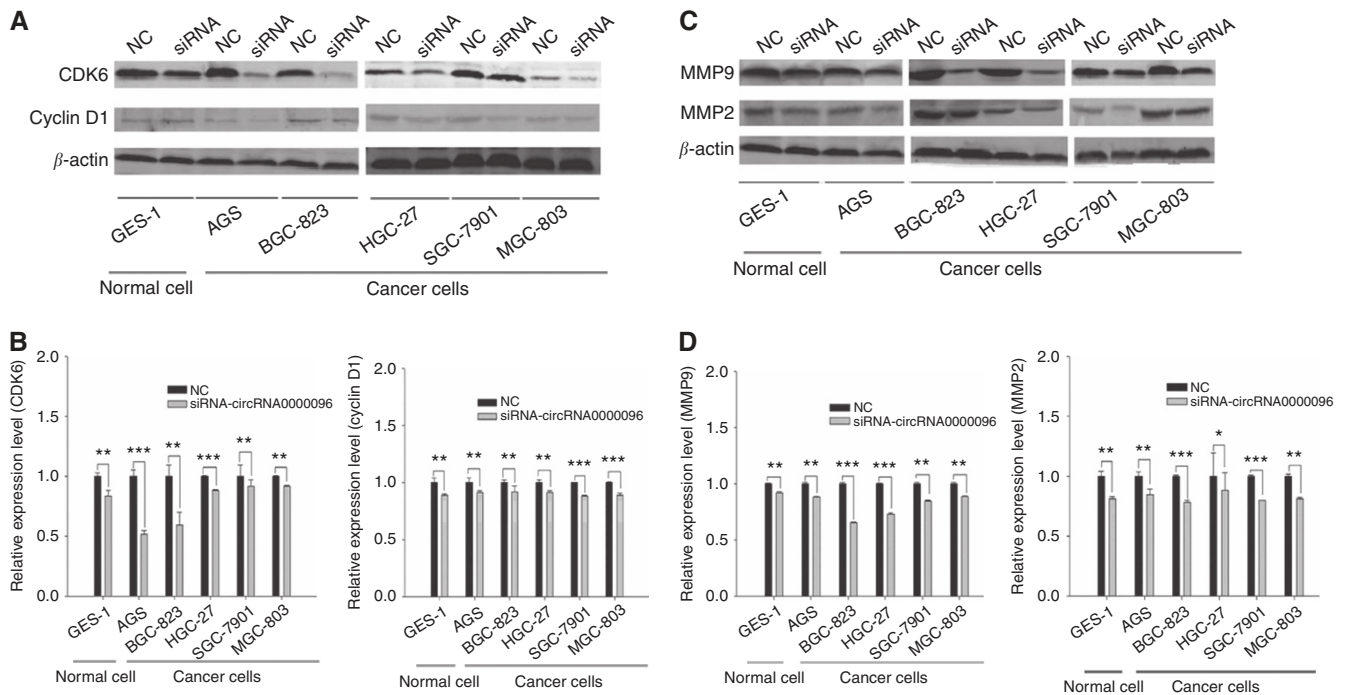 A
NC siRNA NC siRNA NC siRNA NC siRNA NC siRNA NC siRNA
CDK6
Cyclin D1
β-actin
GES-1 AGS BGC-823 HGC-27 SGC-7901 MGC-803
Normal cell Cancer cells
C
NC siRNA NC siRNA NC siRNA NC siRNA NC siRNA NC siRNA
MMP9
MMP2
β-actin
GES-1 AGS BGC-823 HGC-27 SGC-7901 MGC-803
Normal cell Cancer cells
B
Relative expression level (CDK6)
2.0
1.5
1.0
0.5
0.0
NC
siRNA-circRNA0000096
** *** ** *** ** **
GES-1 AGS BGC-823 HGC-27 SGC-7901 MGC-803
Normal cell Cancer cells
Relative expression level (cyclin D1)
2.0
1.5
1.0
0.5
0.0
NC
siRNA-circRNA0000096
** ** ** ** *** ***
GES-1 AGS BGC-823 HGC-27 SGC-7901 MGC-803
Normal cell Cancer cells
D
Relative expression level (MMP9)
2.0
1.5
1.0
0.5
0.0
NC
siRNA-circRNA0000096
** ** *** *** ** **
GES-1 AGS BGC-823 HGC-27 SGC-7901 MGC-803
Normal cell Cancer cells
Relative expression level (MMP2)
2.0
1.5
1.0
0.5
0.0
NC
siRNA-circRNA0000096
** ** *** * *** **
GES-1 AGS BGC-823 HGC-27 SGC-7901 MGC-803
Normal cell Cancer cells